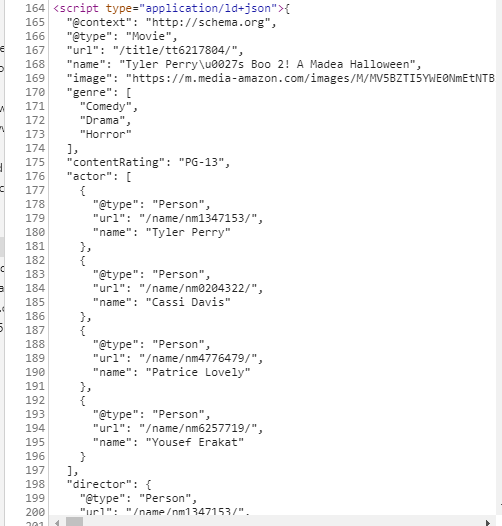 164 <script type="application/ld+json">{
165 "@context": "http://schema.org",
166 "@type": "Movie",
167 "url": "/title/tt6217804/",
168 "name": "Tyler Perry\u0027s Boo 2! A Madea Halloween",
169 "image": "https://m.media-amazon.com/images/M/MV5BZTI5YWE0NmEtNTB
170 "genre": [
171 "Comedy",
172 "Drama",
173 "Horror"
174 ],
175 "contentRating": "PG-13",
176 "actor": [
177 {
178 "@type": "Person",
179 "url": "/name/nm1347153/",
180 "name": "Tyler Perry"
181 },
182 {
183 "@type": "Person",
184 "url": "/name/nm0204322/",
185 "name": "Cassi Davis"
186 },
187 {
188 "@type": "Person",
189 "url": "/name/nm4776479/",
190 "name": "Patrice Lovely"
191 },
192 {
193 "@type": "Person",
194 "url": "/name/nm6257719/",
195 "name": "Yousef Erakat"
196 }
197 ],
198 "director": {
199 "@type": "Person",
200 "url": "/name/nm1347153/",
201